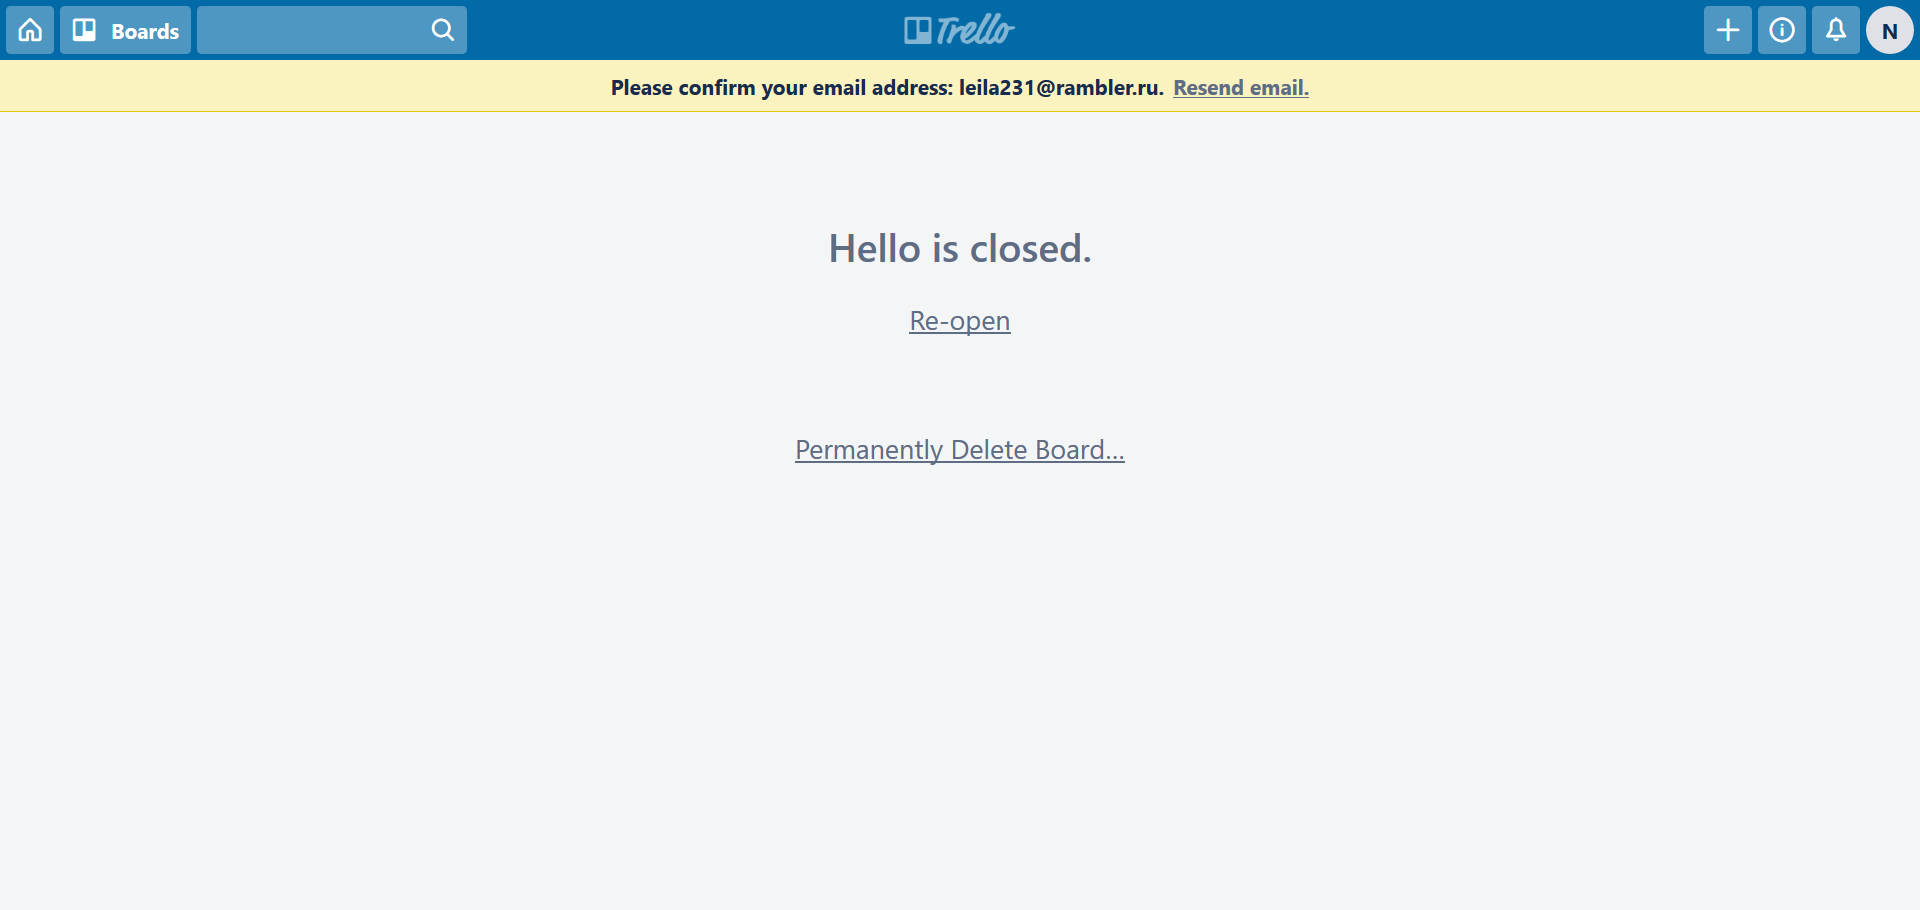 Boards
Trello
N
Please confirm your email address: leila231@rambler.ru. Resend email.
Hello is closed.
Re-open
Permanently Delete Board...